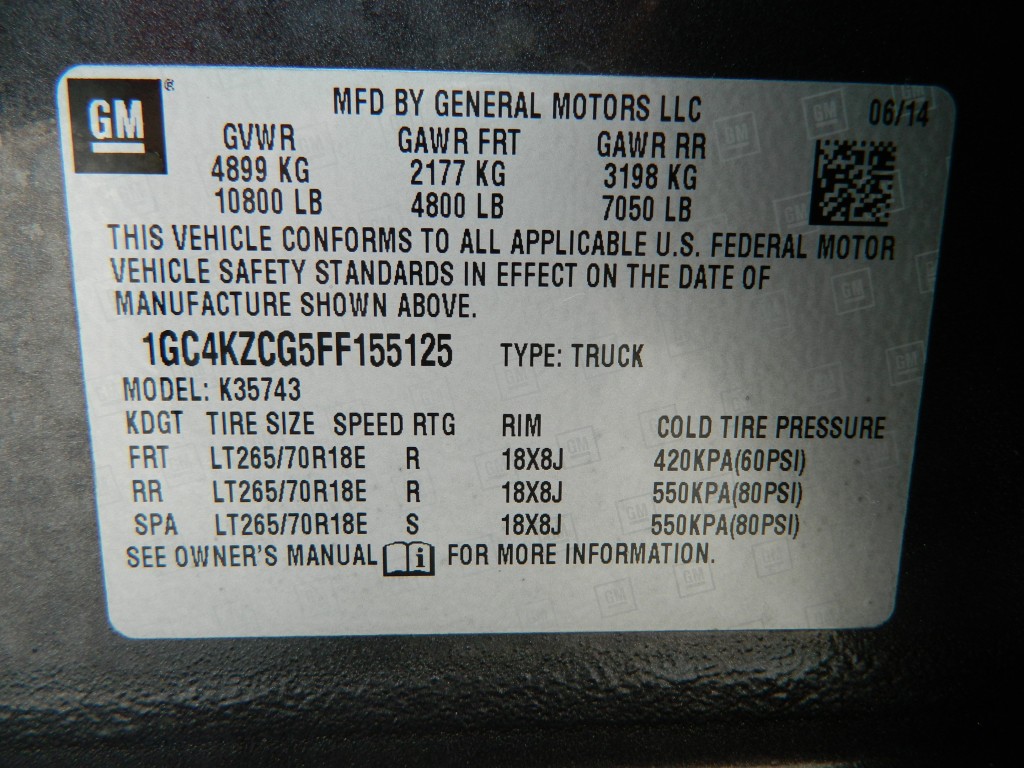 GM ®
MFD BY GENERAL MOTORS LLC 06/14
GVWR GAWR FRT GAWR RR
4899 KG 2177 KG 3198 KG
10800 LB 4800 LB 7050 LB
THIS VEHICLE CONFORMS TO ALL APPLICABLE U.S. FEDERAL MOTOR
VEHICLE SAFETY STANDARDS IN EFFECT ON THE DATE OF
MANUFACTURE SHOWN ABOVE.
1GC4KZCG5FF155125 TYPE: TRUCK
MODEL: K35743
KDGT TIRE SIZE SPEED RTG RIM COLD TIRE PRESSURE
FRT LT265/70R18E R 18X8J 420KPA(60PSI)
RR LT265/70R18E R 18X8J 550KPA(80PSI)
SPA LT265/70R18E S 18X8J 550KPA(80PSI)
SEE OWNER'S MANUAL i FOR MORE INFORMATION.